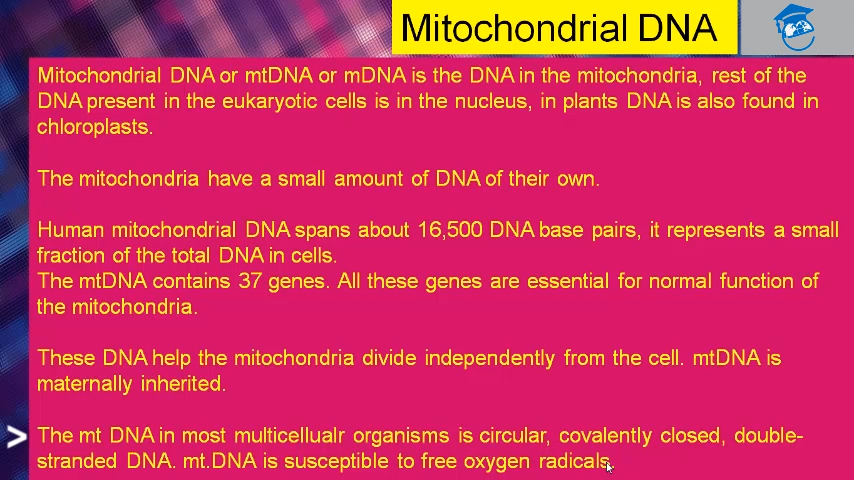 Mitochondrial DNA
Mitochondrial DNA or mtDNA or mDNA is the DNA in the mitochondria, rest of the
DNA present in the eukaryotic cells is in the nucleus, in plants DNA is also found in
chloroplasts.
The mitochondria have a small amount of DNA of their own.
Human mitochondrial DNA spans about 16,500 DNA base pairs, it represents a small
fraction of the total DNA in cells.
The mtDNA contains 37 genes. All these genes are essential for normal function of
the mitochondria.
These DNA help the mitochondria divide independently from the cell. mtDNA is
maternally inherited.
The mt DNA in most multicellualr organisms is circular, covalently closed, double-
stranded DNA. mt.DNA is susceptible to free oxygen radicals.